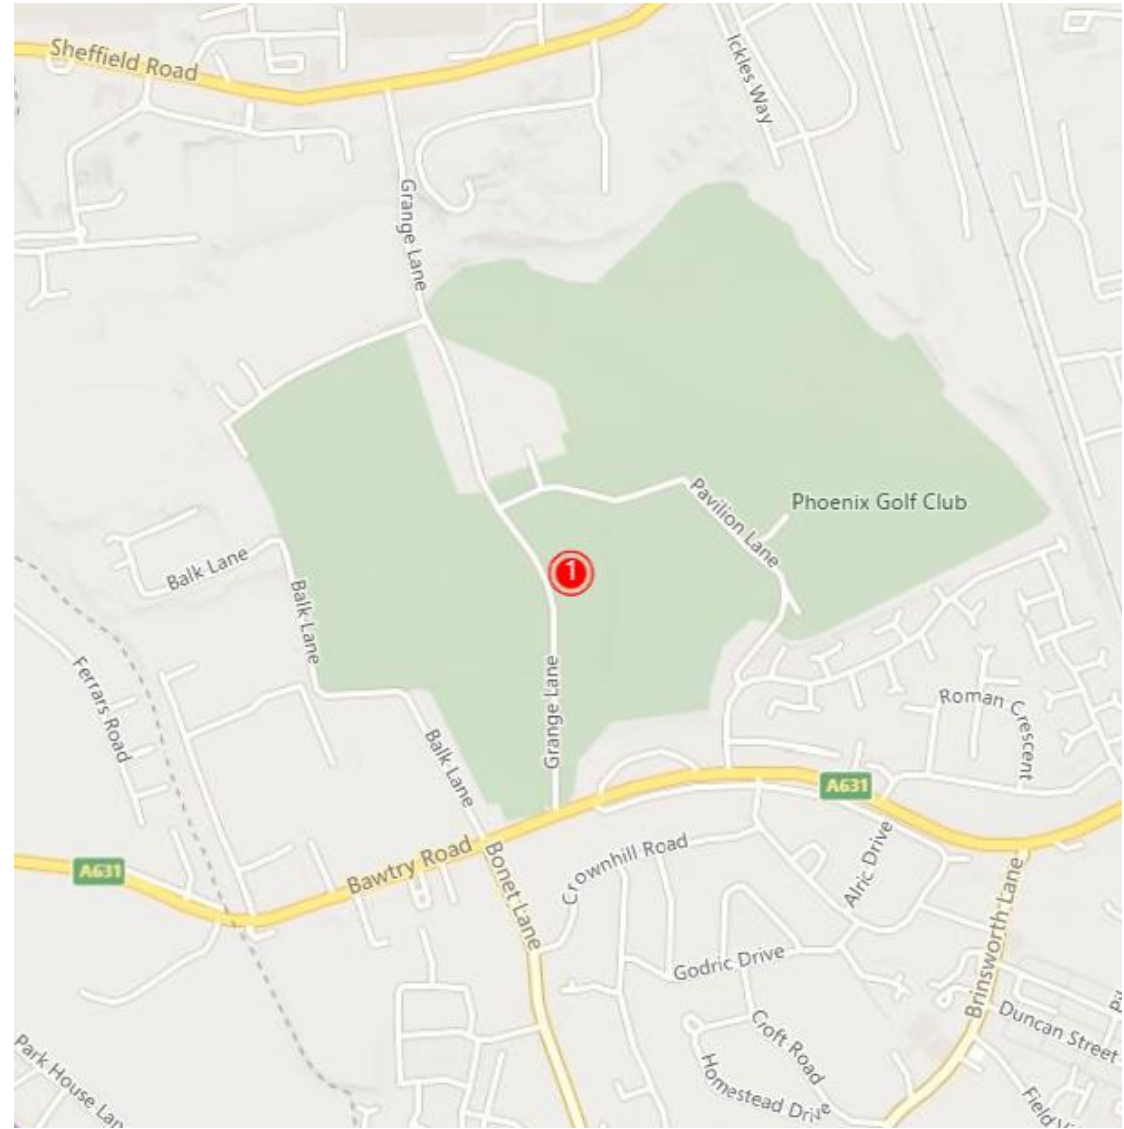 Sheffield Road
Ickles Way
Grange Lane
Phoenix Golf Club
Pavilion Lane
1
Balk Lane
Balk Lane
Ferrars Road
Grange Lane
Roman Crescent
Balk Lane
A631
A631
Bawtry Road
Bonet Lane
Crownhill Road
Alric Drive
Brinsworth Lane
Godric Drive
Duncan Street
Croft Road
Homestead Drive
Park House Lan